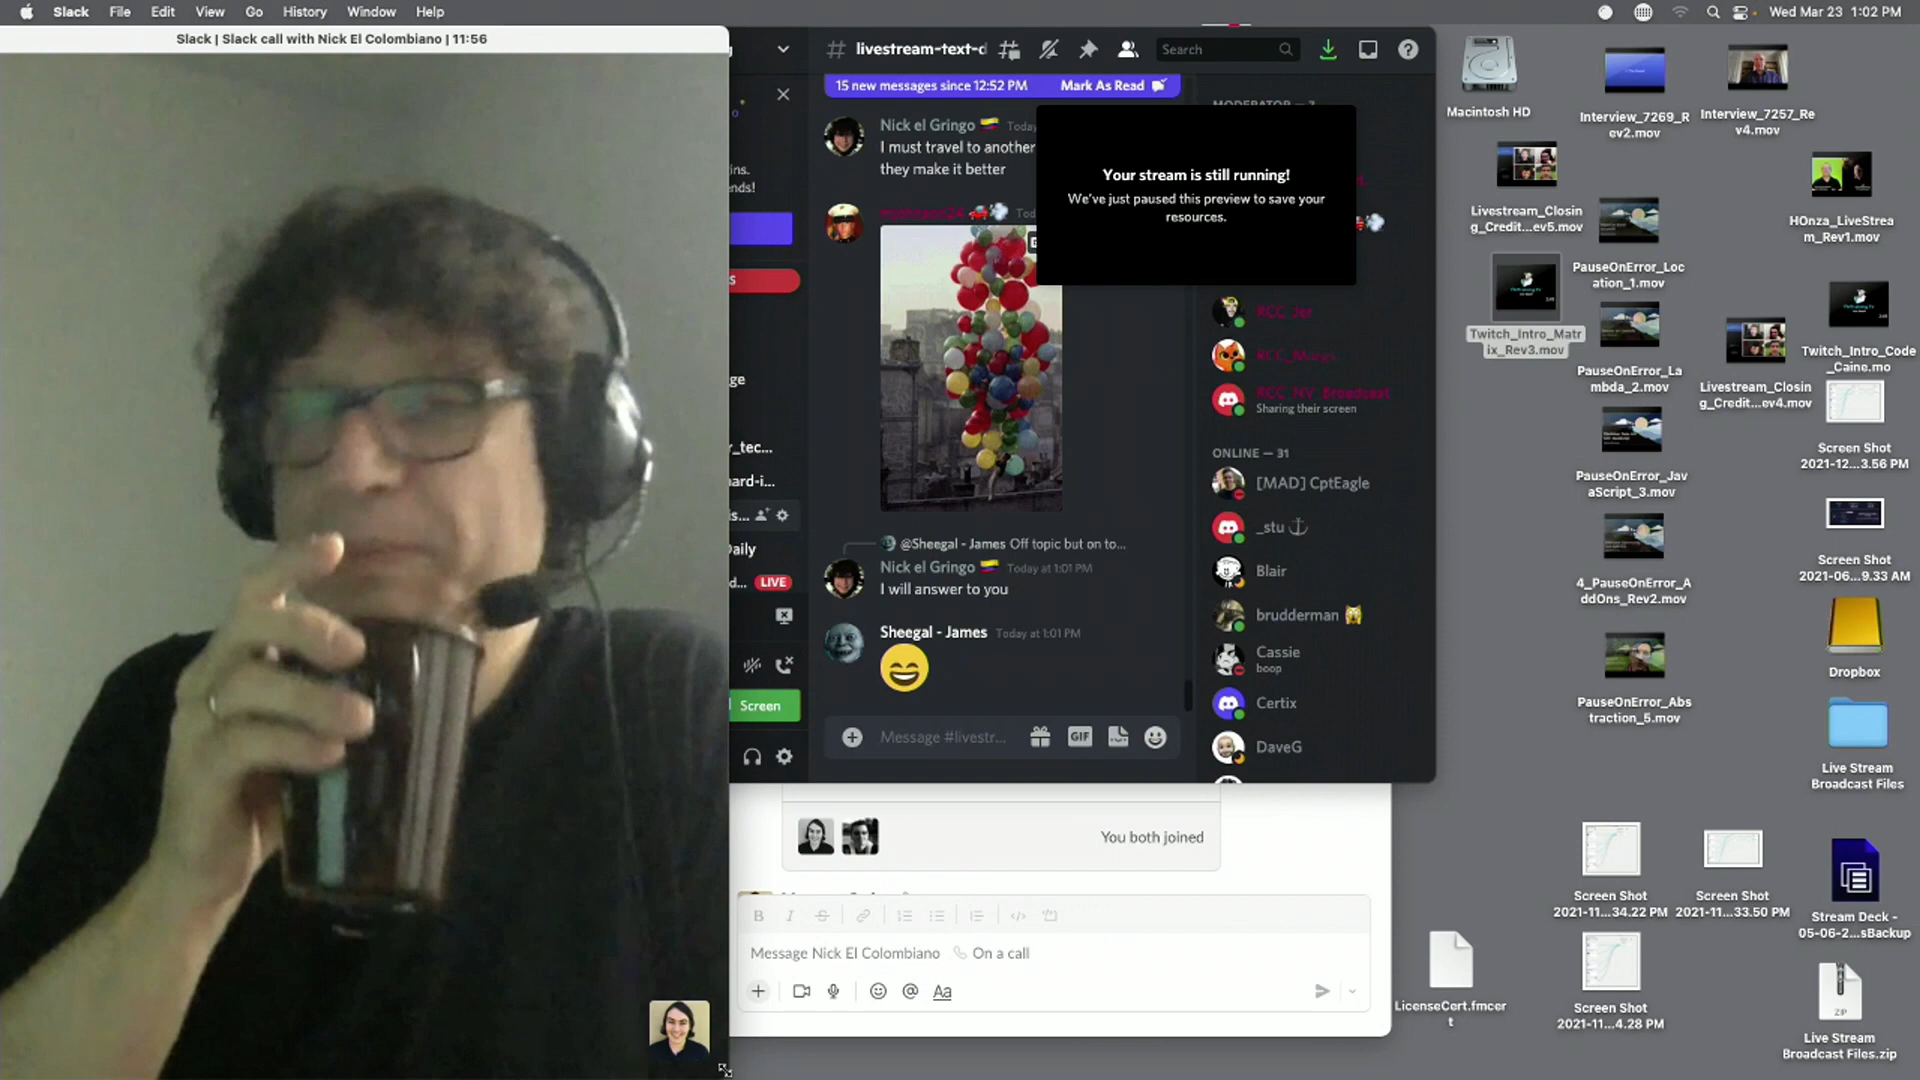 Slack File Edit View Go History Window Help
Wed Mar 23 1:02 PM
Slack | Slack call with Nick El Colombiano | 11:56
livestream-text-d
Search
15 new messages since 12:52 PM
Mark As Read
Nick el Gringo Today
I must travel to another
they make it better
Your stream is still running!
We've just paused this preview to save your
resources.
@Sheegal - James Off topic but on to...
Nick el Gringo Today at 1:01 PM
I will answer to you
Sheegal - James Today at 1:01 PM
Message #livestr...
GIF
RCC_NV_Broadcast
Sharing their screen
ONLINE — 31
[MAD] CptEagle
_stu
Blair
brudderman
Cassie
boop
Certix
DaveG
LIVE
Screen
You both joined
Message Nick El Colombiano On a call
Macintosh HD
Interview_7269_R
ev2.mov
Interview_7257_Re
v4.mov
Livestream_Closin
g_Credit...ev5.mov
HOnza_LiveStrea
m_Rev1.mov
PauseOnError_Loc
ation_1.mov
Twitch_Intro_Matr
ix_Rev3.mov
PauseOnError_La
mbda_2.mov
Livestream_Closin
g_Credit...ev4.mov
Twitch_Intro_Code
_Caine.mo
Screen Shot
2021-12...3.56 PM
PauseOnError_Jav
aScript_3.mov
Screen Shot
2021-06...9.33 AM
4_PauseOnError_A
ddOns_Rev2.mov
Dropbox
PauseOnError_Abs
traction_5.mov
Live Stream
Broadcast Files
Screen Shot
2021-11...34.22 PM
Screen Shot
2021-11...33.50 PM
Stream Deck -
05-06-2...sBackup
LicenseCert.fmcer
t
Screen Shot
2021-11...4.28 PM
ZIP
Live Stream
Broadcast Files.zip